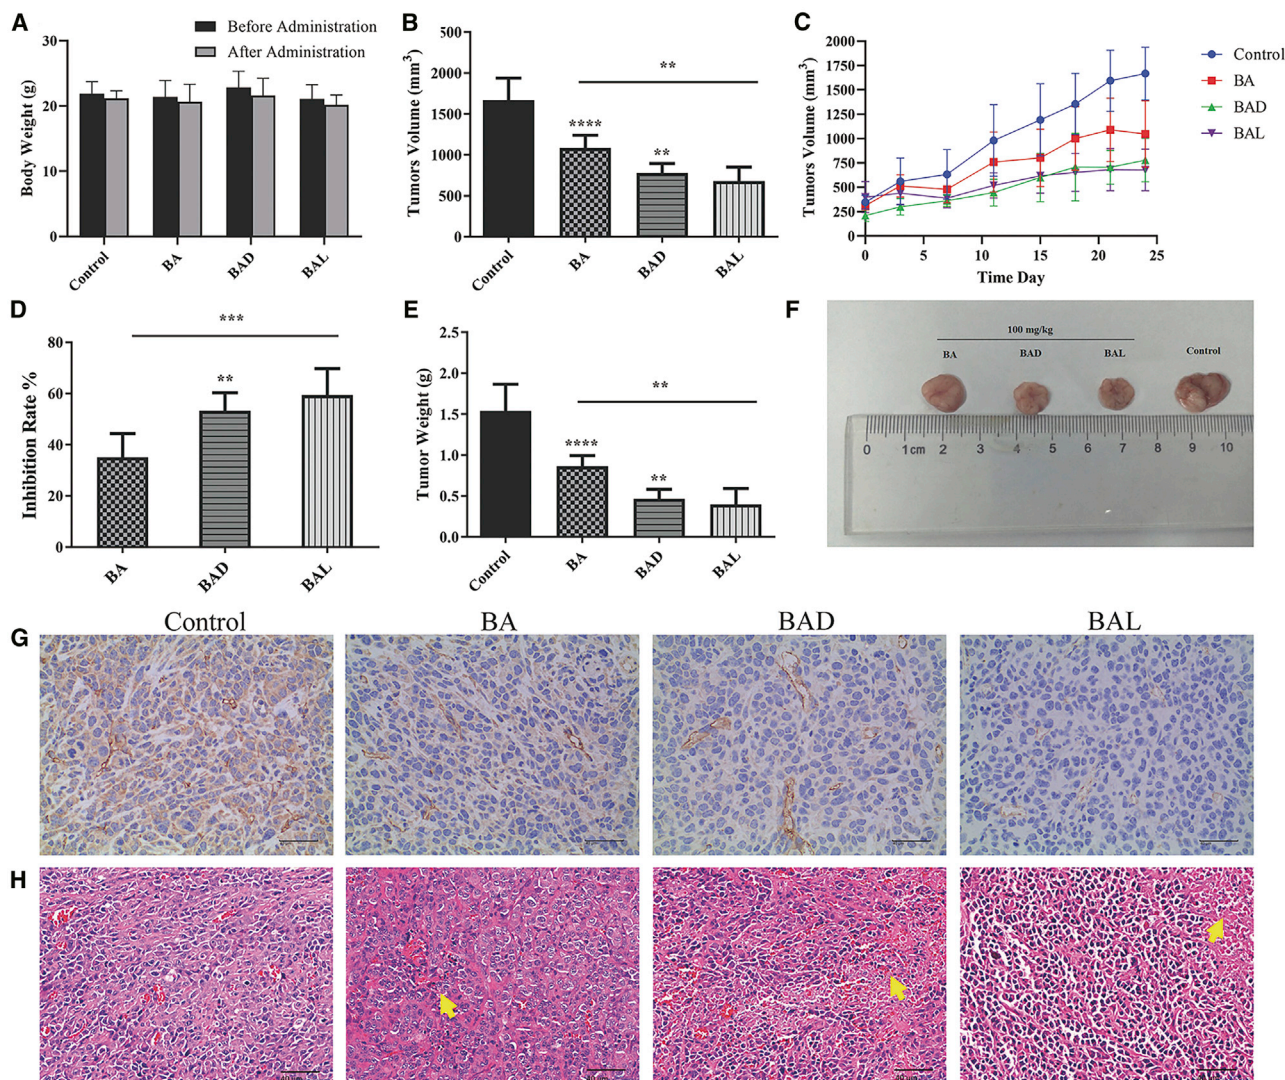 A
Before Administration
After Administration
Body Weight (g)
30
20
10
0
Control
BA
BAD
BAL
B
Tumors Volume (mm³)
500
2000
1500
1000
500
0
**
****
**
Control
BA
BAD
BAL
C
Tumors Volume (mm³)
2000
1750
1500
1250
1000
750
500
250
0
0 5 10 15 20 25
Time Day
Control
BA
BAD
BAL
D
Inhibition Rate %
80
60
40
20
0
***
**
BA
BAD
BAL
E
Tumor Weight (g)
2.5
2.0
1.5
1.0
0.5
0.0
**
****
**
Control
BA
BAD
BAL
F
100 mg/kg
BA BAD BAL Control
0 1cm 2 3 4 5 6 7 8 9 10
Control BA BAD BAL
G
H